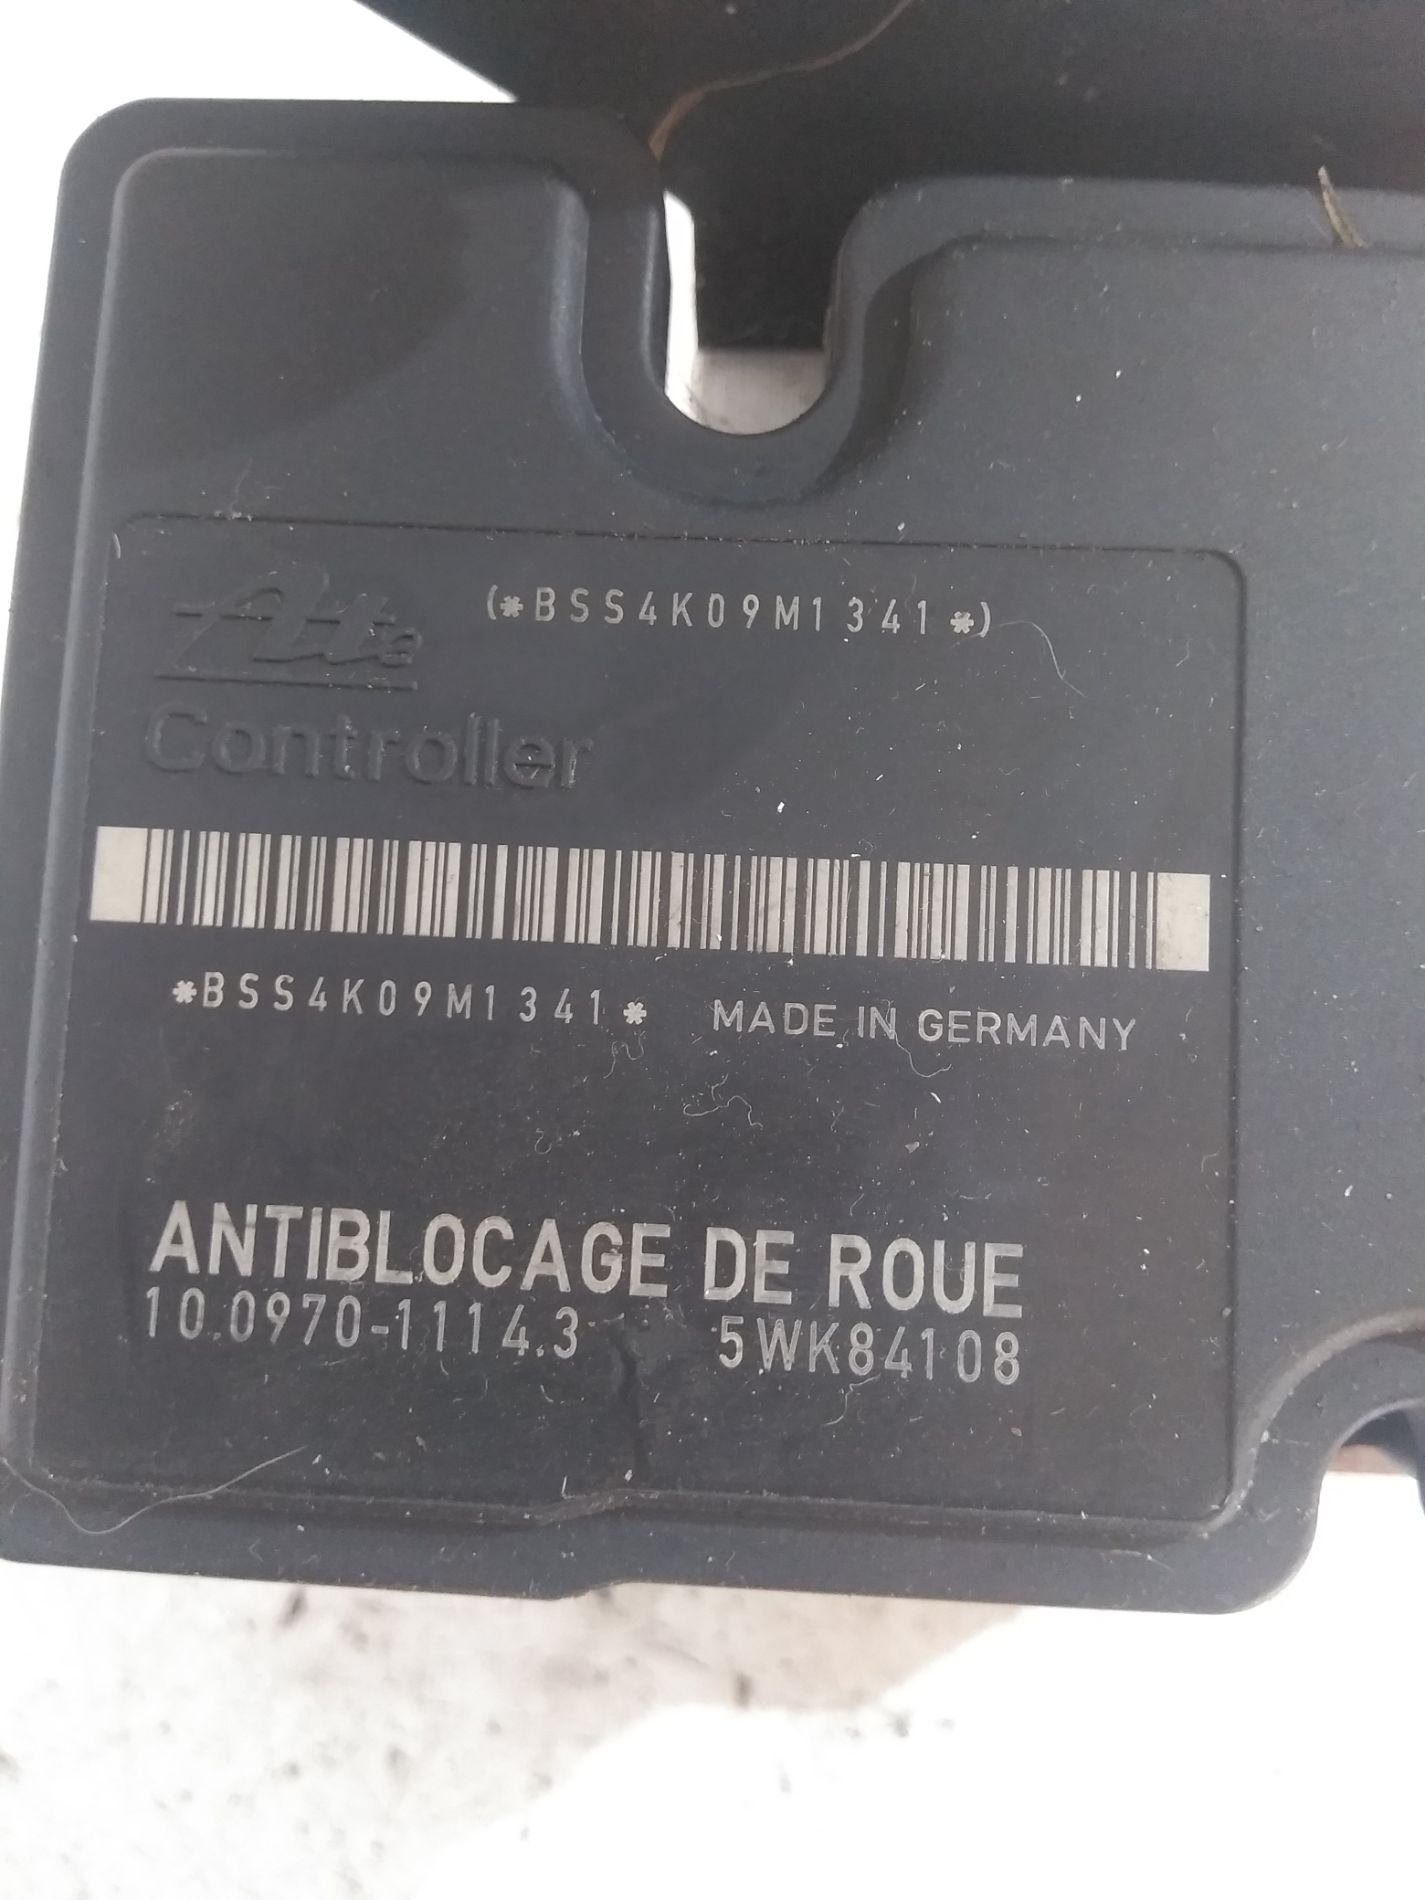 (*BSS4K09M1341*)
Ate
Controller
*BSS4K09M1341* MADE IN GERMANY
ANTIBLOCAGE DE ROUE
10.0970-1114.3 5WK84108